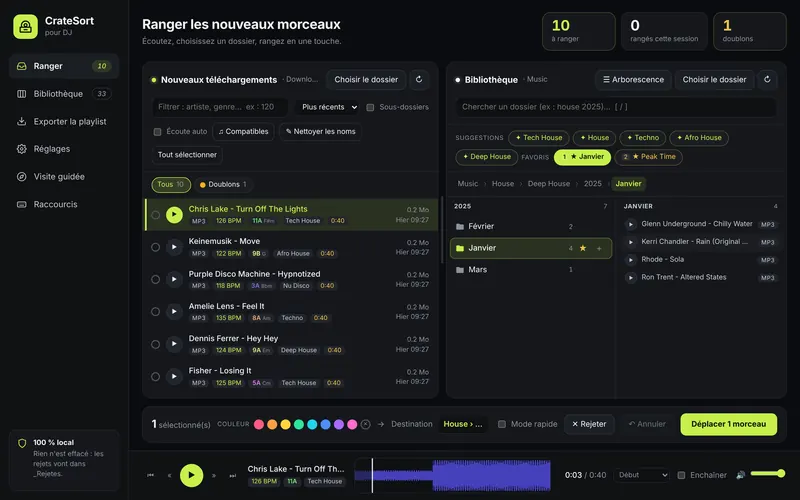 CrateSort
pour DJ
Ranger
10
Bibliothèque
33
Exporter la playlist
Réglages
Visite guidée
Raccourcis
100 % local
Rien n'est effacé : les
rejets vont dans
_Rejetes.
Ranger les nouveaux morceaux
Écoutez, choisissez un dossier, rangez en une touche.
10
à ranger
0
rangés cette session
1
doublons
Nouveaux téléchargements · Downlo...
Choisir le dossier
Filtrer : artiste, genre... ex : 120
Plus récents
Sous-dossiers
Écoute auto
Compatibles
Nettoyer les noms
Tout sélectionner
Tous 10
Doublons 1
Chris Lake - Turn Off The Lights
0.2 Mo
MP3 126 BPM 11A F#m Tech House 0:40
Hier 09:27
Keinemusik - Move
0.2 Mo
MP3 122 BPM 9B G Afro House 0:40
Hier 09:27
Purple Disco Machine - Hypnotized
0.2 Mo
MP3 118 BPM 3A Bbm Nu Disco 0:40
Hier 09:27
Amelie Lens - Feel It
0.2 Mo
MP3 135 BPM 8A Am Techno 0:40
Hier 09:27
Dennis Ferrer - Hey Hey
0.2 Mo
MP3 124 BPM 9A Em Deep House 0:40
Hier 09:27
Fisher - Losing It
0.2 Mo
MP3 125 BPM 5A Cm Tech House 0:40
Hier 09:27
Bibliothèque · Music
Arborescence
Choisir le dossier
Chercher un dossier (ex : house 2025)... [ / ]
SUGGESTIONS
Tech House
House
Techno
Afro House
Deep House
FAVORIS
1 ★ Janvier
2 ★ Peak Time
Music › House › Deep House › 2025 › Janvier
2025 7
Février 2
Janvier 4 ★ +
Mars 1
JANVIER 4
Glenn Underground - Chilly Water MP3
Kerri Chandler - Rain (Original ... MP3
Rhode - Sola MP3
Ron Trent - Altered States MP3
1 sélectionné(s)
COULEUR
→ Destination
House › ...
Mode rapide
✕ Rejeter
Annuler
Déplacer 1 morceau
Chris Lake - Turn Off Th...
126 BPM 11A Tech House
0:03 / 0:40
Début
Enchaîner